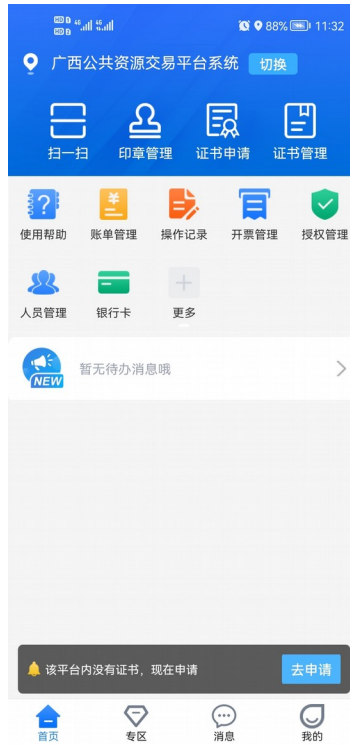 88% 11:32
广西公共资源交易平台系统 切换
扫一扫 印章管理 证书申请 证书管理
使用帮助 账单管理 操作记录 开票管理 授权管理
人员管理 银行卡 更多
NEW 暂无待办消息哦
该平台内没有证书，现在申请 去申请
首页 专区 消息 我的